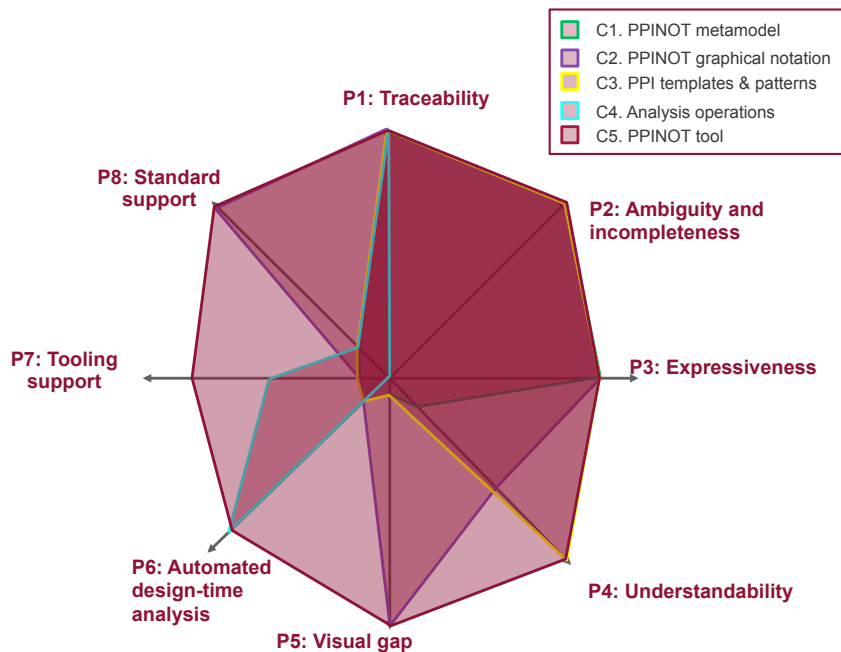 C1. PPINOT metamodel
C2. PPINOT graphical notation
C3. PPI templates & patterns
C4. Analysis operations
C5. PPINOT tool
P1: Traceability
P8: Standard
support
P2: Ambiguity and
incompleteness
P7: Tooling
support
P3: Expressiveness
P6: Automated
design-time
analysis
P4: Understandability
P5: Visual gap